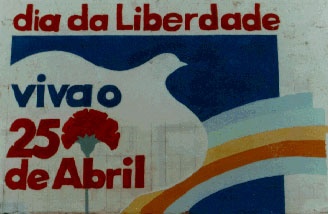 dia da Liberdade
viva o
25
de Abril